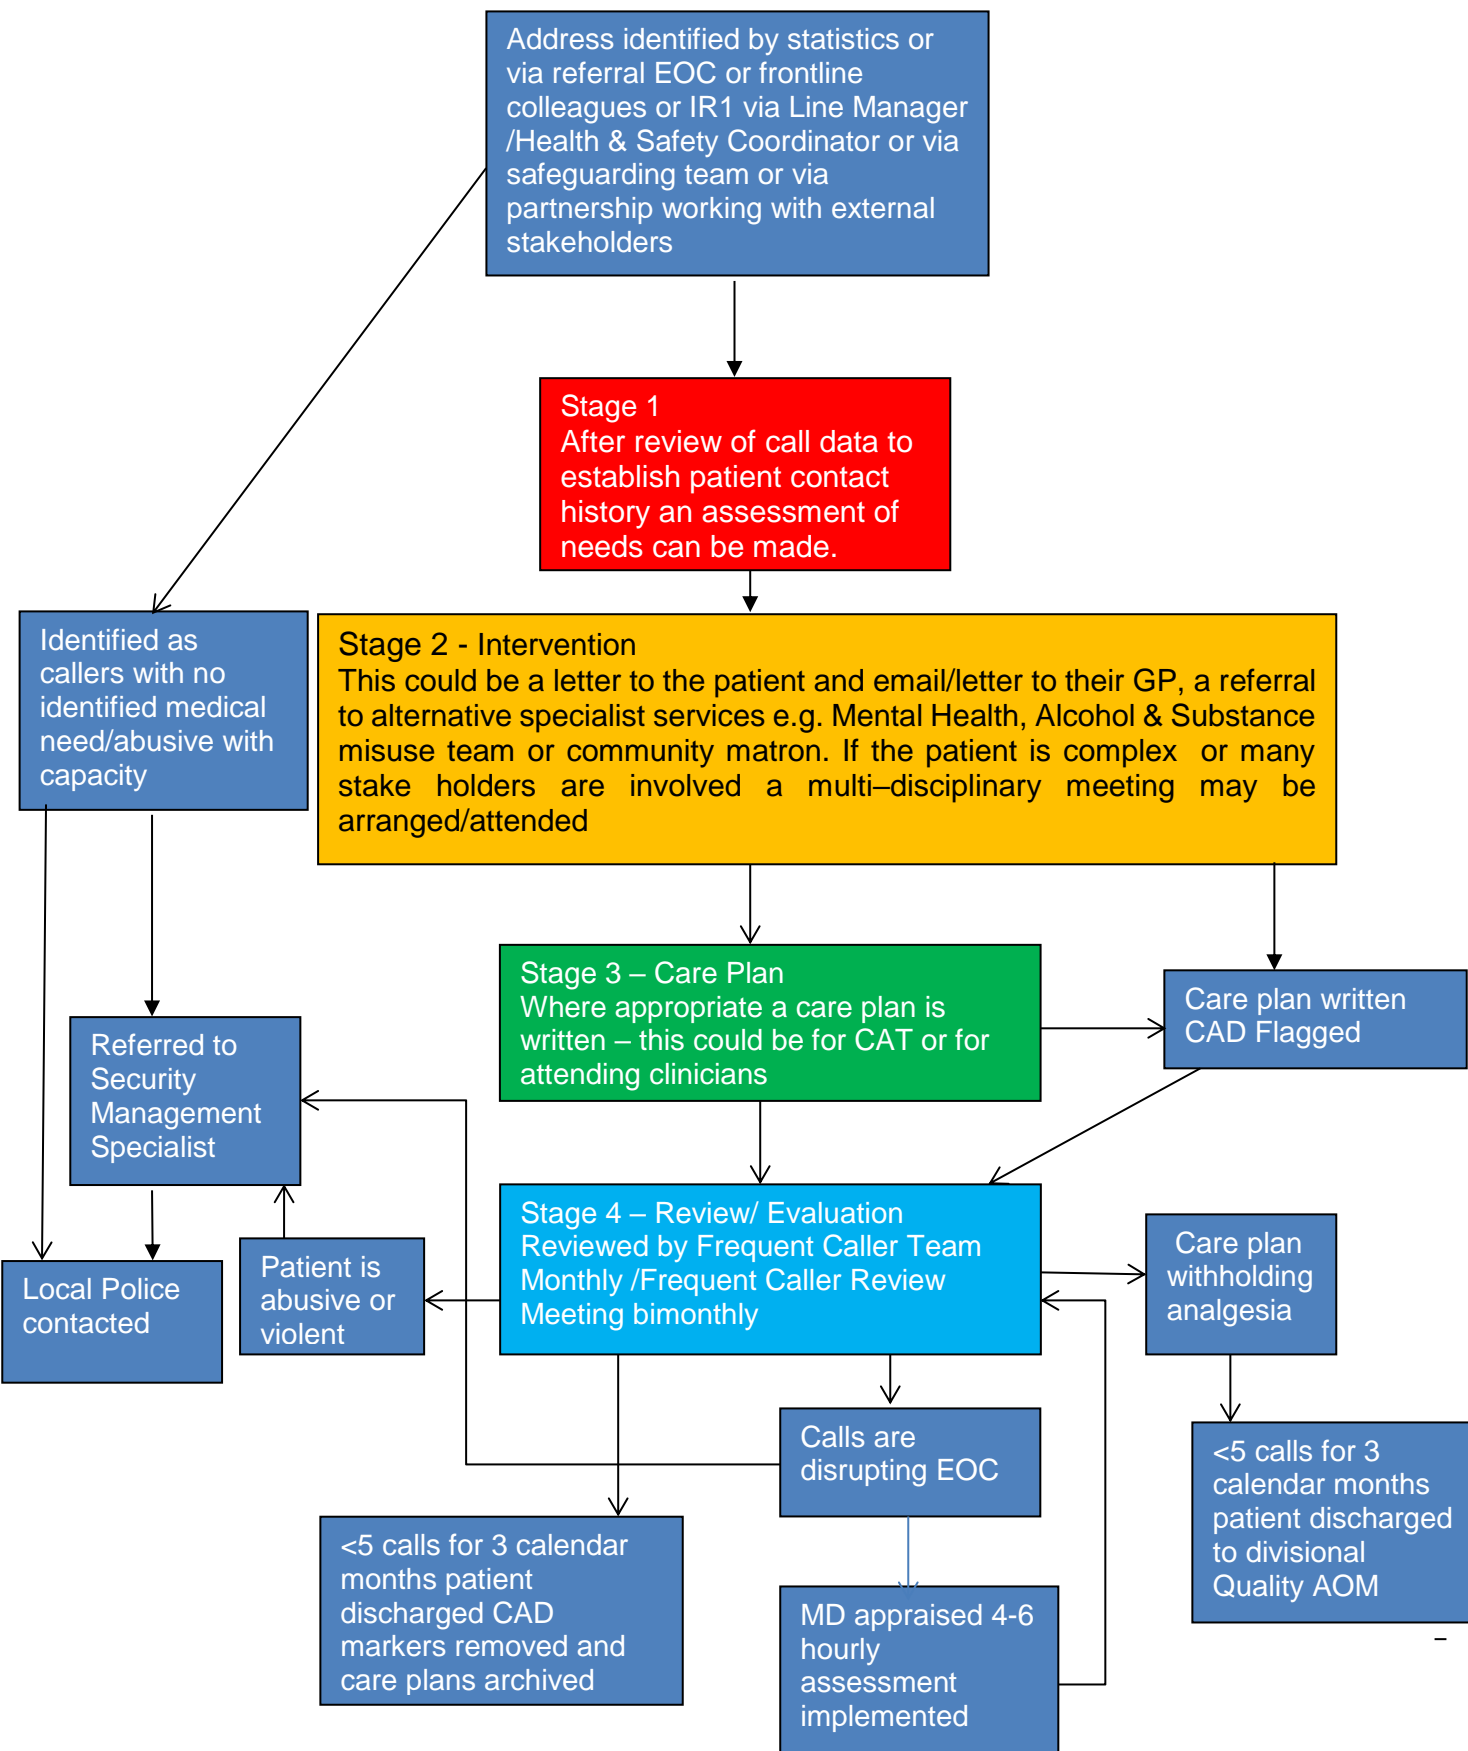 Address identified by statistics or
via referral EOC or frontline
colleagues or IR1 via Line Manager
/Health & Safety Coordinator or via
safeguarding team or via
partnership working with external
stakeholders
Stage 1
After review of call data to
establish patient contact
history an assessment of
needs can be made.
Identified as
callers with no
identified medical
need/abusive with
capacity
Stage 2 - Intervention
This could be a letter to the patient and email/letter to their GP, a referral
to alternative specialist services e.g. Mental Health, Alcohol & Substance
misuse team or community matron. If the patient is complex  or many
stake holders are involved a multi–disciplinary meeting may be
arranged/attended
Stage 3 – Care Plan
Where appropriate a care plan is
written – this could be for CAT or for
attending clinicians
Care plan written
CAD Flagged
Referred to
Security
Management
Specialist
Stage 4 – Review/ Evaluation
Reviewed by Frequent Caller Team
Monthly /Frequent Caller Review
Meeting bimonthly
Care plan
withholding
analgesia
Local Police
contacted
Patient is
abusive or
violent
Calls are
disrupting EOC
<5 calls for 3
calendar months
patient discharged
to divisional
Quality AOM
<5 calls for 3 calendar
months patient
discharged CAD
markers removed and
care plans archived
MD appraised 4-6
hourly
assessment
implemented